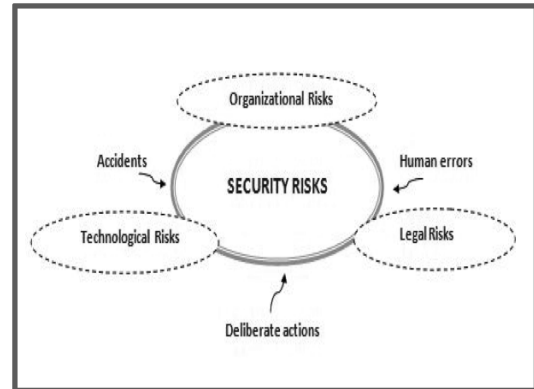 Organizational Risks
Accidents
Human errors
SECURITY RISKS
Technological Risks
Legal Risks
Deliberate actions